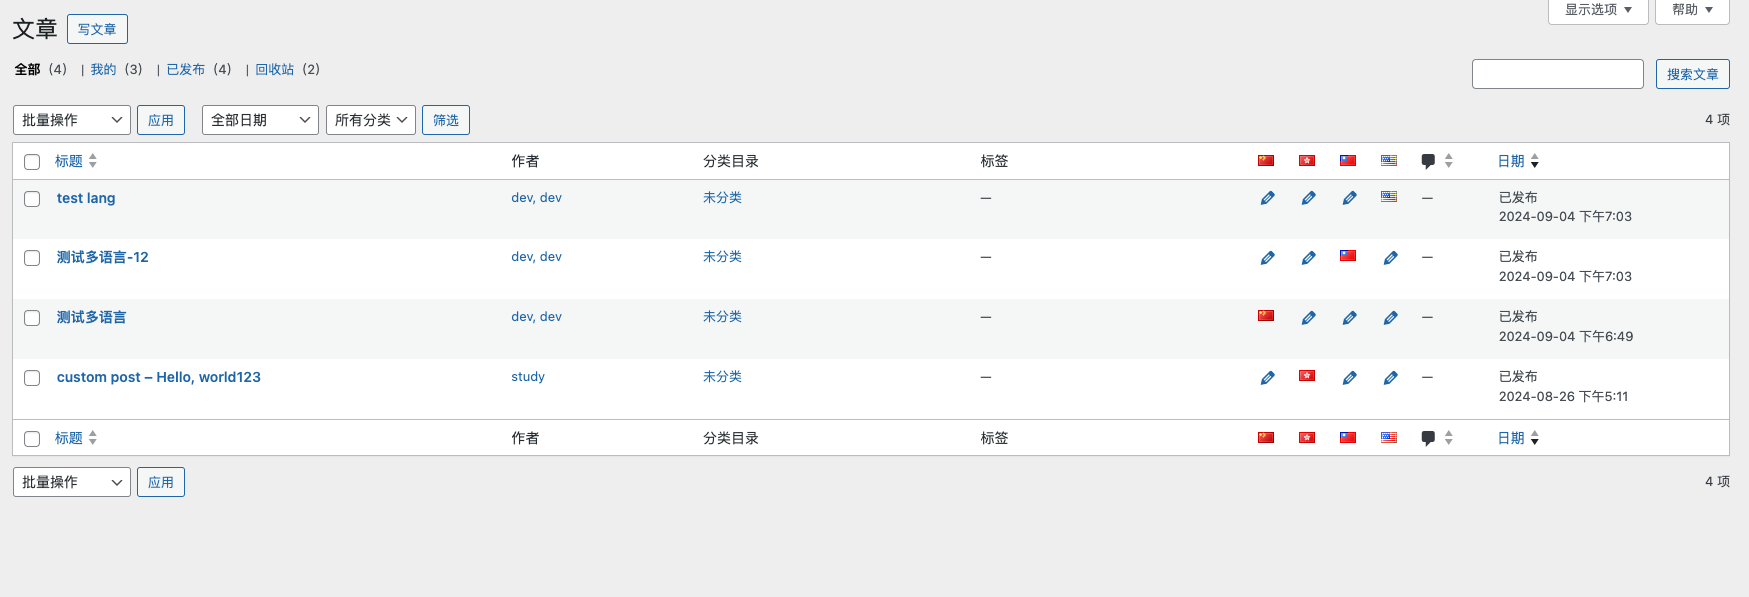 显示选项 帮助
文章 写文章
全部 (4) | 我的 (3) | 已发布 (4) | 回收站 (2)
搜索文章
批量操作 应用 全部日期 所有分类 筛选 4 项
标题 作者 分类目录 标签 日期
test lang dev, dev 未分类 — — 已发布
2024-09-04 下午7:03
测试多语言-12 dev, dev 未分类 — — 已发布
2024-09-04 下午7:03
测试多语言 dev, dev 未分类 — — 已发布
2024-09-04 下午6:49
custom post – Hello, world123 study 未分类 — — 已发布
2024-08-26 下午5:11
标题 作者 分类目录 标签 日期
批量操作 应用 4 项